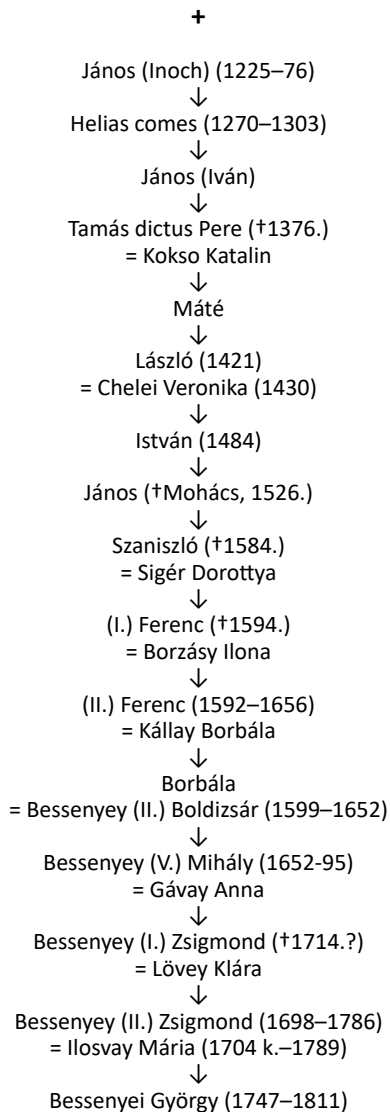 +
János (Inoch) (1225–76)
↓
Helias comes (1270–1303)
↓
János (Iván)
↓
Tamás dictus Pere (†1376.)
= Kokso Katalin
↓
Máté
↓
László (1421)
= Chelei Veronika (1430)
↓
István (1484)
↓
János (†Mohács, 1526.)
↓
Szaniszló (†1584.)
= Sigér Dorottya
↓
(I.) Ferenc (†1594.)
= Borzásy Ilona
↓
(II.) Ferenc (1592–1656)
= Kállay Borbála
↓
Borbála
= Bessenyey (II.) Boldizsár (1599–1652)
↓
Bessenyey (V.) Mihály (1652-95)
= Gávay Anna
↓
Bessenyey (I.) Zsigmond (†1714.?)
= Lövey Klára
↓
Bessenyey (II.) Zsigmond (1698–1786)
= Ilosvay Mária (1704 k.–1789)
↓
Bessenyei György (1747–1811)